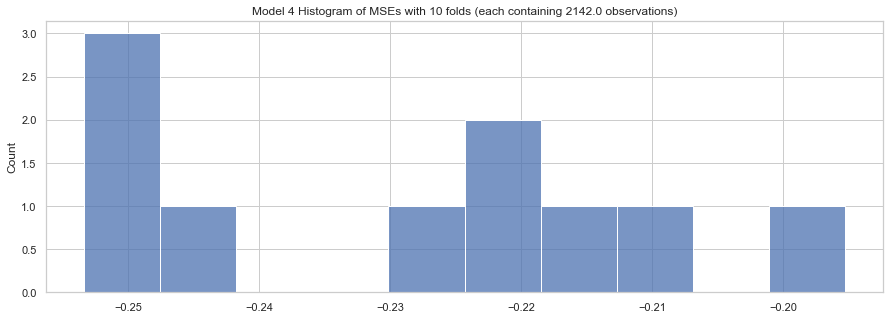 Model 4 Histogram of MSEs with 10 folds (each containing 2142.0 observations)
3.0
2.5
2.0
1.5
1.0
0.5
0.0
Count
−0.25 −0.24 −0.23 −0.22 −0.21 −0.20